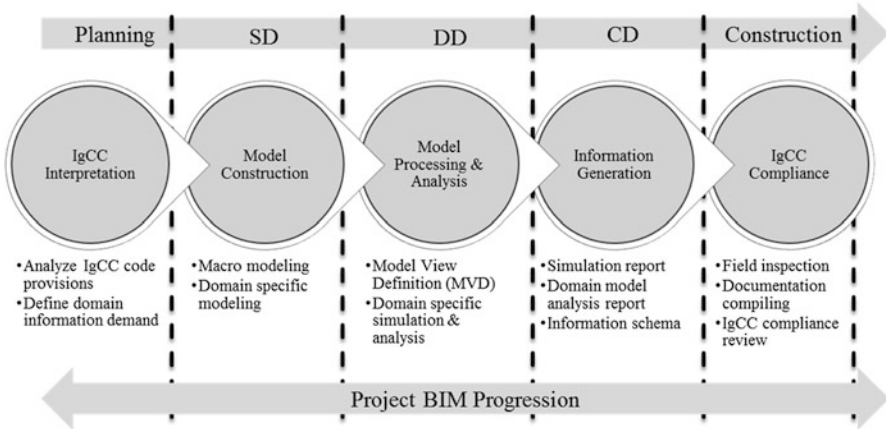 Planning
SD
DD
CD
Construction
IgCC
Interpretation
Model
Construction
Model
Processing &
Analysis
Information
Generation
IgCC
Compliance
•Analyze IgCC code
provisions
•Define domain
information demand
•Macro modeling
•Domain specific
modeling
•Model View
Definition (MVD)
•Domain specific
simulation &
analysis
•Simulation report
•Domain model
analysis report
•Information schema
•Field inspection
•Documentation
compiling
•IgCC compliance
review
Project BIM Progression